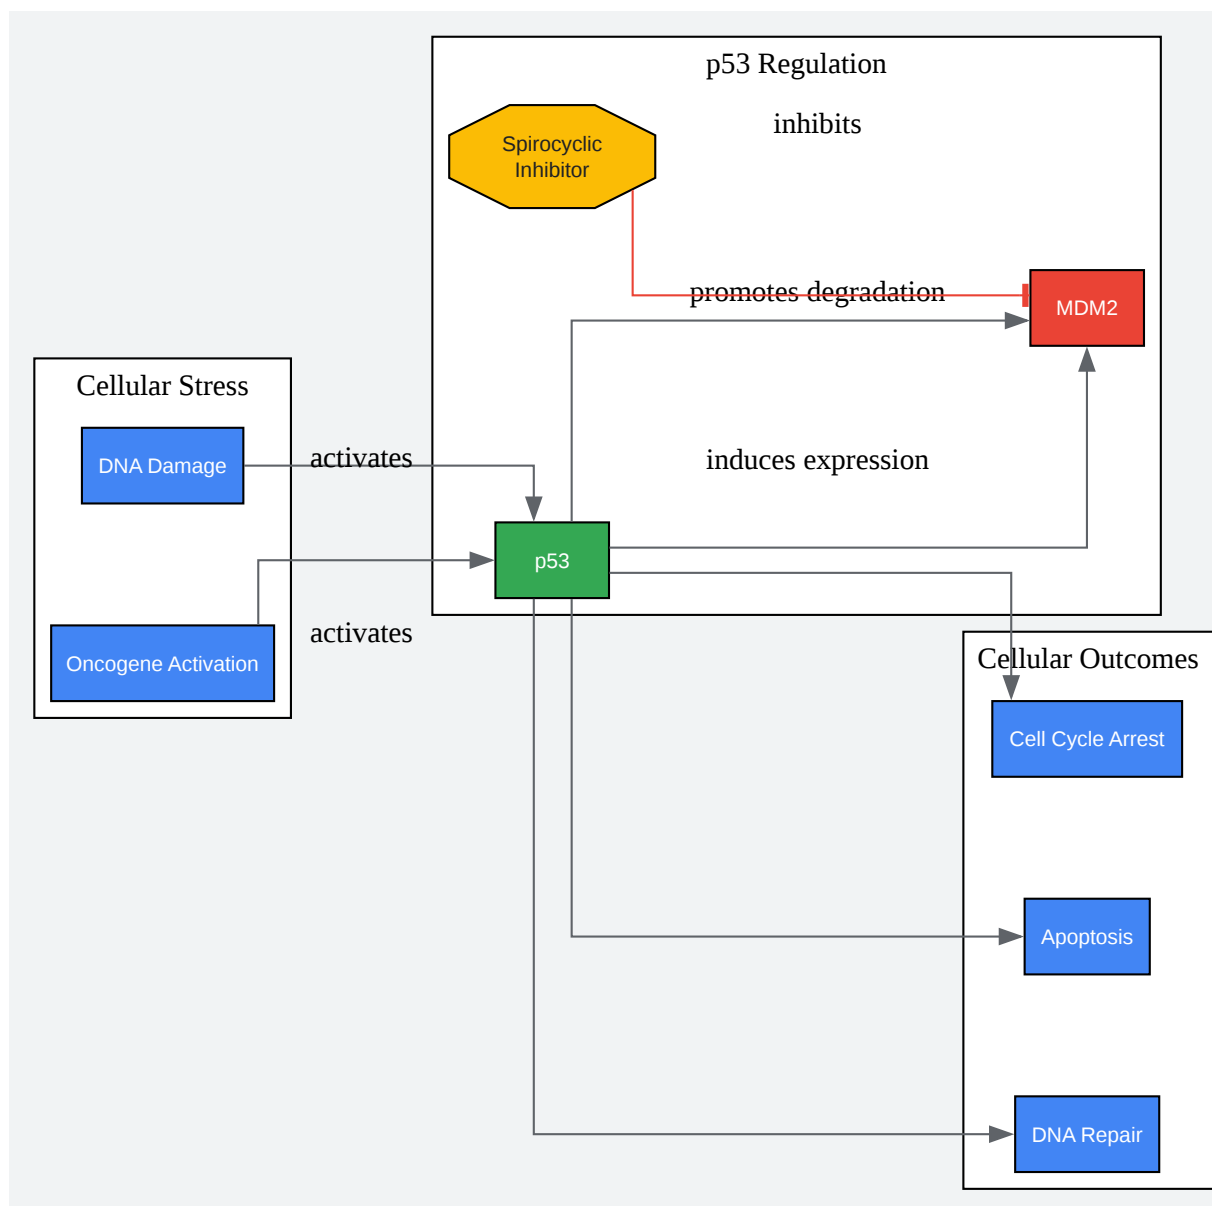 p53 Regulation
inhibits
Spirocyclic
Inhibitor
promotes degradation
MDM2
Cellular Stress
DNA Damage
activates
induces expression
p53
activates
Oncogene Activation
Cellular Outcomes
Cell Cycle Arrest
Apoptosis
DNA Repair